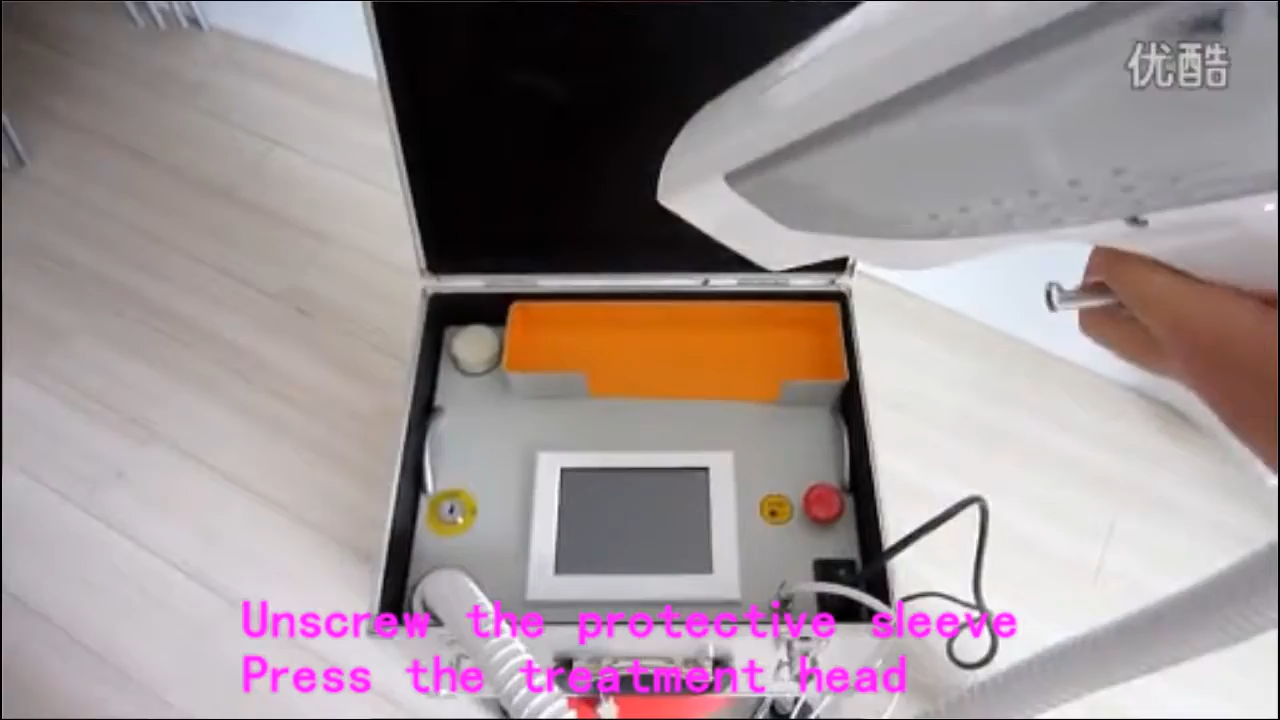 优酷
Unscrew the protective sleeve
Press the treatment head